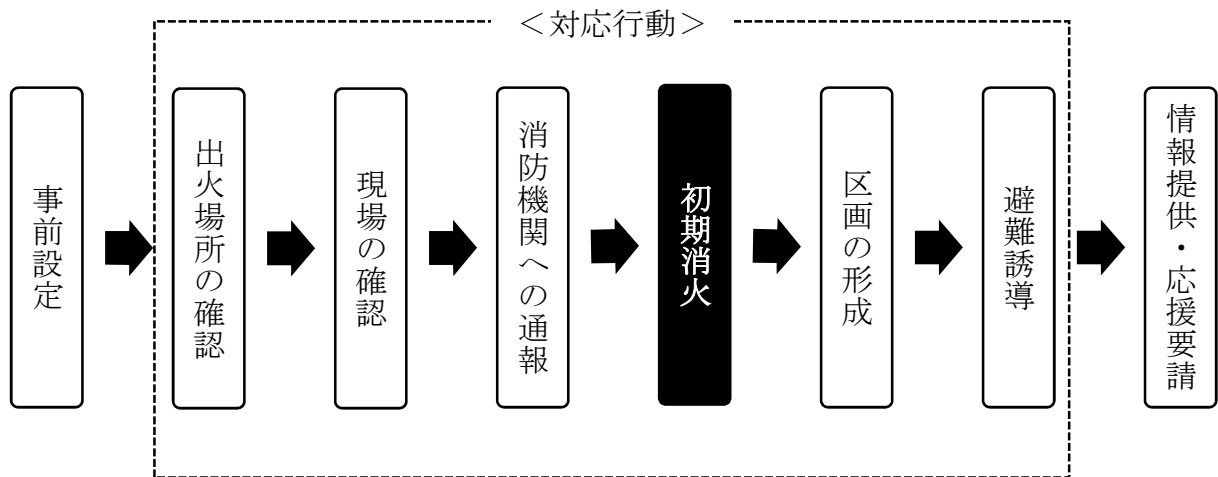 ＜対応行動＞
事前設定
出火場所の確認
現場の確認
消防機関への通報
初期消火
区画の形成
避難誘導
情報提供・応援要請